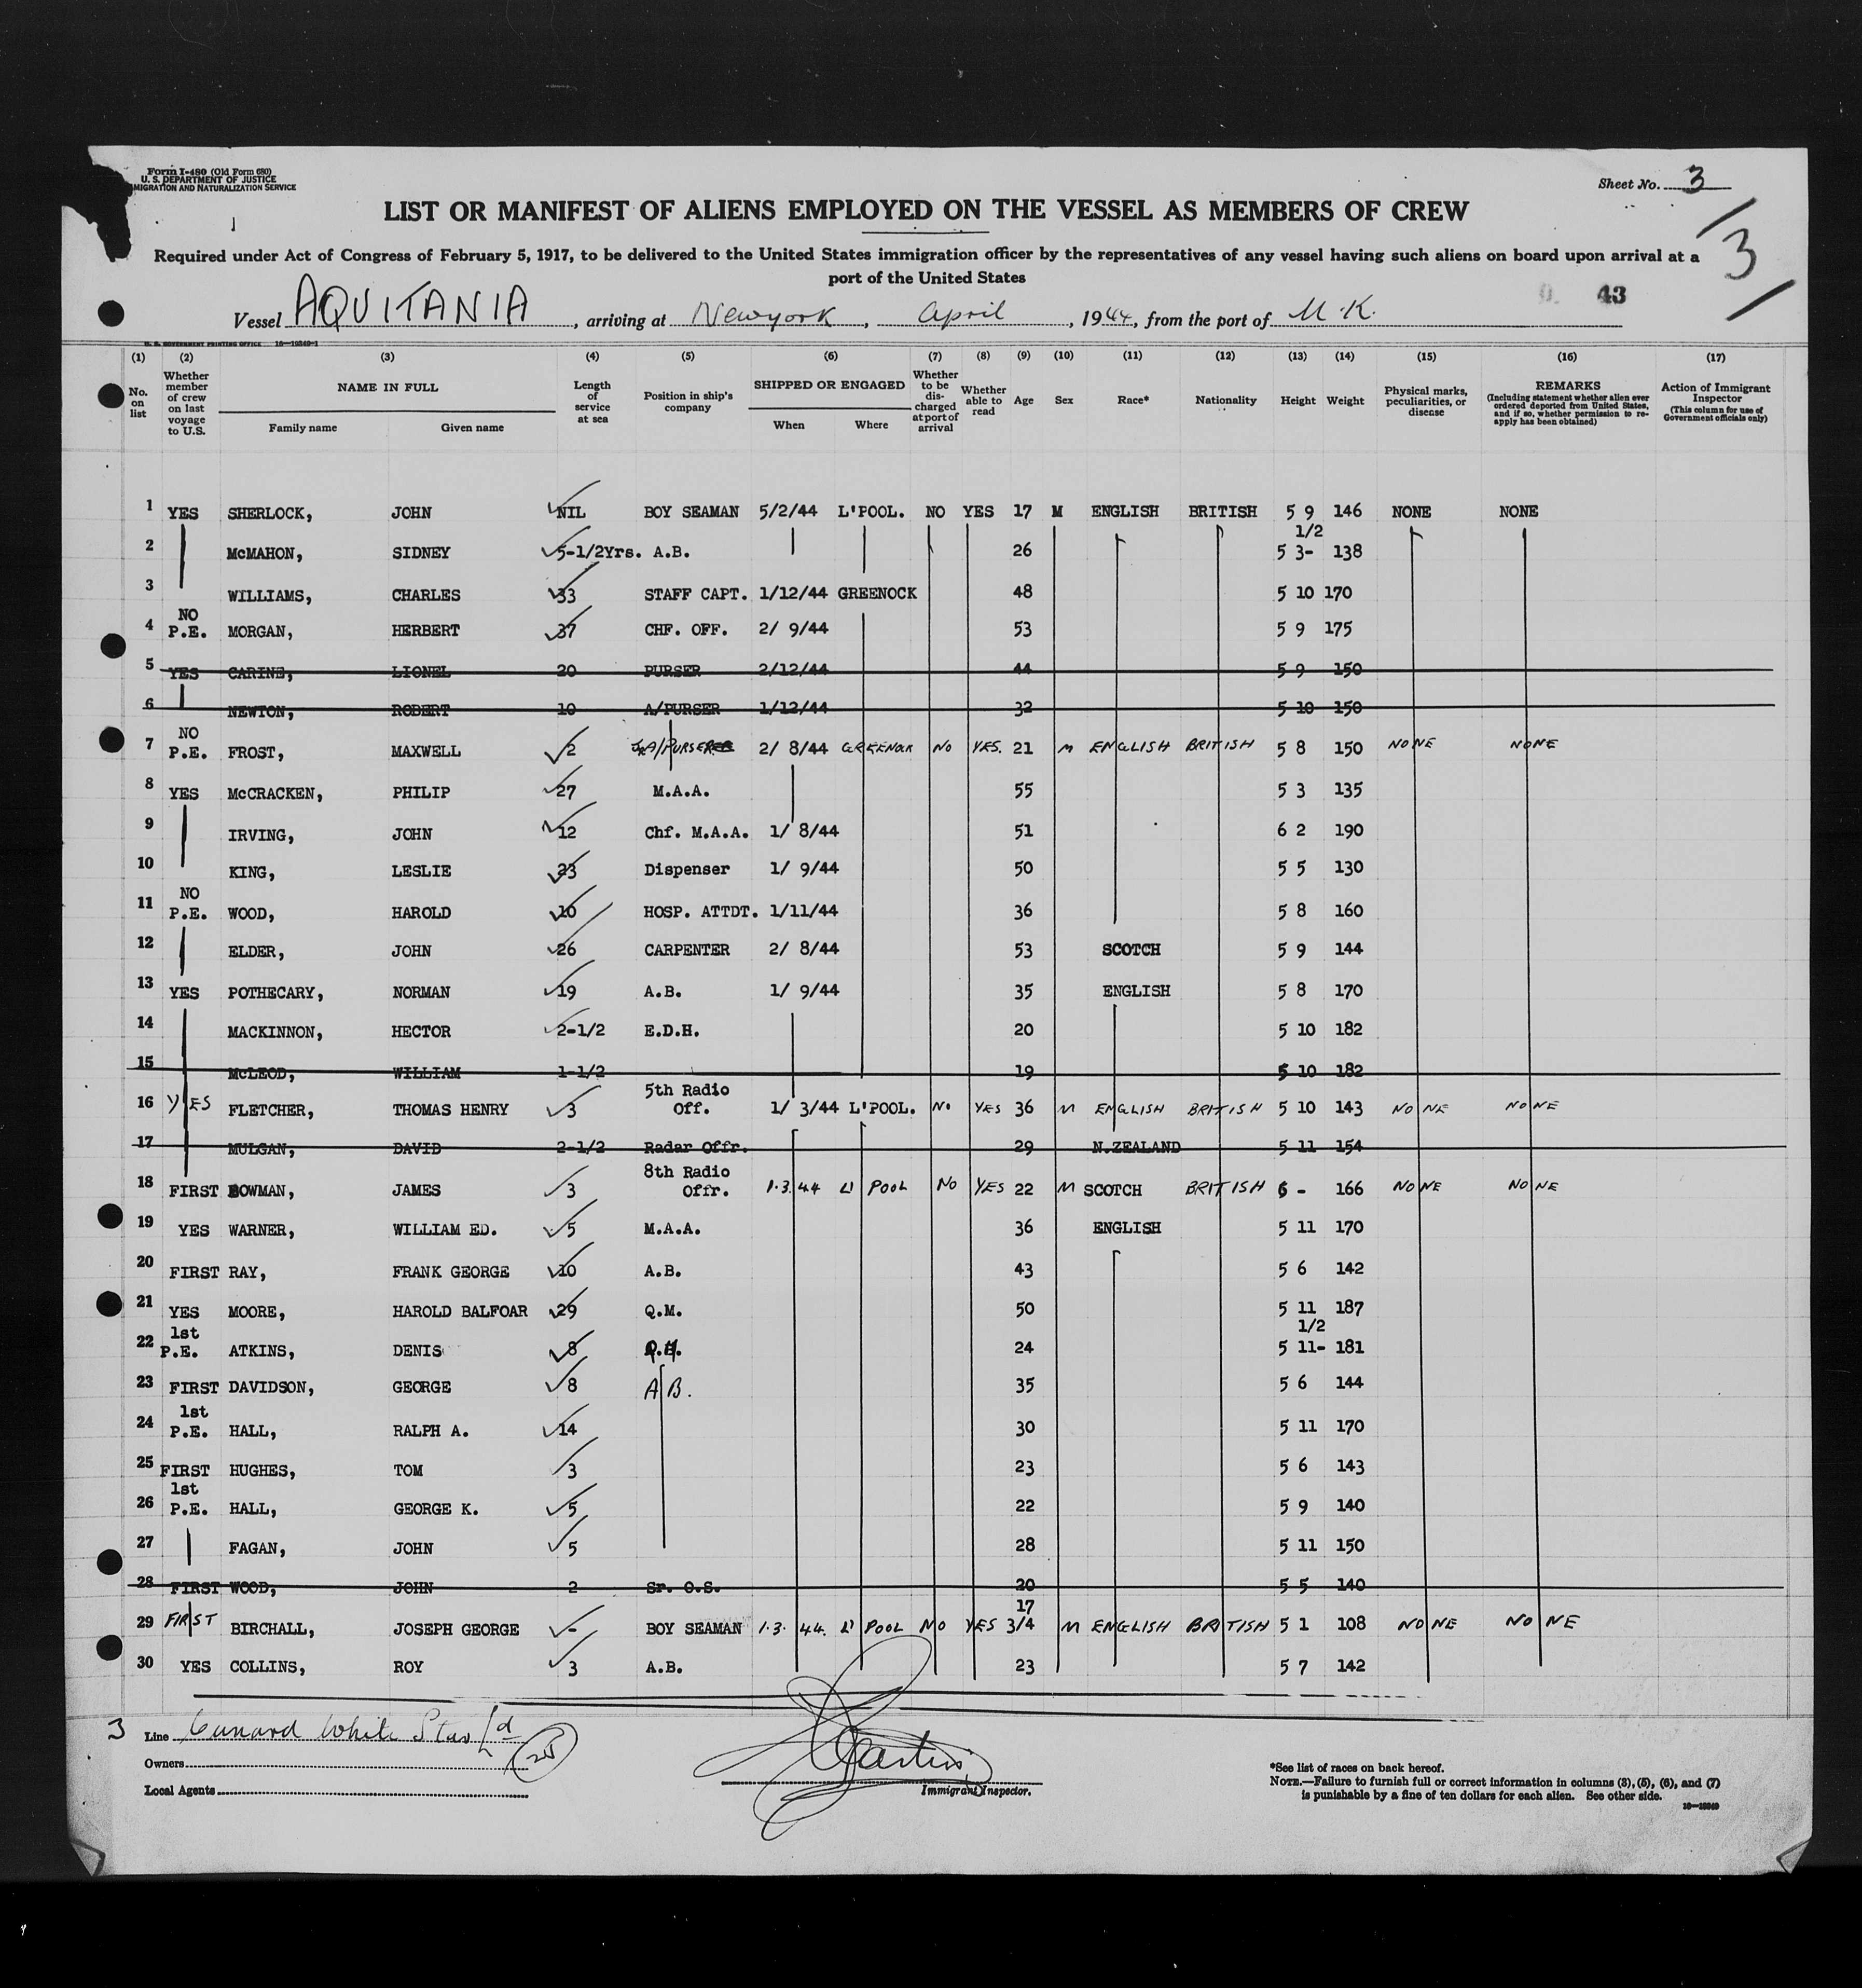 Form I-480 (Old Form 680)
U. S. DEPARTMENT OF JUSTICE
MIGRATION AND NATURALIZATION SERVICE
Sheet No. 3
LIST OR MANIFEST OF ALIENS EMPLOYED ON THE VESSEL AS MEMBERS OF CREW
Required under Act of Congress of February 5, 1917, to be delivered to the United States immigration officer by the representatives of any vessel having such aliens on board upon arrival at a
port of the United States
3
43
Vessel AQUITANIA, arriving at Newyork, April, 1944, from the port of U.K.
U. S. GOVERNMENT PRINTING OFFICE 16—19840-1
(1) (2) (3) (4) (5) (6) (7) (8) (9) (10) (11) (12) (13) (14) (15) (16) (17)
No. on list
Whether member of crew on last voyage to U.S.
NAME IN FULL
Family name
Given name
Length of service at sea
Position in ship's company
SHIPPED OR ENGAGED
When
Where
Whether to be discharged at port of arrival
Whether able to read
Age
Sex
Race*
Nationality
Height
Weight
Physical marks, peculiarities, or disease
REMARKS
(Including statement whether alien ever ordered deported from United States, and if so, whether permission to reapply has been obtained)
Action of Immigrant Inspector
(This column for use of Government officials only)
1 YES SHERLOCK, JOHN NIL BOY SEAMAN 5/2/44 L'POOL. NO YES 17 M ENGLISH BRITISH 5 9 146 NONE NONE
1/2
2 McMAHON, SIDNEY 5-1/2Yrs. A.B. 26 5 3- 138
3 WILLIAMS, CHARLES 33 STAFF CAPT. 1/12/44 GREENOCK 48 5 10 170
NO
4 P.E. MORGAN, HERBERT 37 CHF. OFF. 2/ 9/44 53 5 9 175
5 YES CARINE, LIONEL 20 PURSER 2/12/44 44 5 9 150
6 NEWTON, ROBERT 10 A/PURSER 1/12/44 32 5 10 150
NO
7 P.E. FROST, MAXWELL 2 A/PURSER 2/ 8/44 GREENOK NO YES. 21 M ENGLISH BRITISH 5 8 150 NONE NONE
8 YES McCRACKEN, PHILIP 27 M.A.A. 55 5 3 135
9 IRVING, JOHN 12 Chf. M.A.A. 1/ 8/44 51 6 2 190
10 KING, LESLIE 23 Dispenser 1/ 9/44 50 5 5 130
NO
11 P.E. WOOD, HAROLD 10 HOSP. ATTDT. 1/11/44 36 5 8 160
12 ELDER, JOHN 26 CARPENTER 2/ 8/44 53 SCOTCH 5 9 144
13 YES POTHECARY, NORMAN 19 A.B. 1/ 9/44 35 ENGLISH 5 8 170
14 MACKINNON, HECTOR 2-1/2 E.D.H. 20 5 10 182
15 McLEOD, WILLIAM 1-1/2 19 5 10 182
5th Radio
16 YES FLETCHER, THOMAS HENRY 3 Off. 1/ 3/44 L'POOL. NO YES 36 M ENGLISH BRITISH 5 10 143 NONE NONE
17 MULGAN, DAVID 2-1/2 Radar Offr. 29 N.ZEALAND 5 11 154
8th Radio
18 FIRST BOWMAN, JAMES 3 Offr. 1.3.44 L' POOL NO YES 22 M SCOTCH BRITISH 6 - 166 NONE NONE
19 YES WARNER, WILLIAM ED. 5 M.A.A. 36 ENGLISH 5 11 170
20 FIRST RAY, FRANK GEORGE 10 A.B. 43 5 6 142
21 YES MOORE, HAROLD BALFOAR 29 Q.M. 50 5 11 187
1st 1/2
22 P.E. ATKINS, DENIS 8 Q.M. 24 5 11- 181
23 FIRST DAVIDSON, GEORGE 8 A B. 35 5 6 144
1st
24 P.E. HALL, RALPH A. 14 30 5 11 170
25 FIRST HUGHES, TOM 3 23 5 6 143
1st
26 P.E. HALL, GEORGE K. 5 22 5 9 140
27 FAGAN, JOHN 5 28 5 11 150
28 FIRST WOOD, JOHN 2 Sr. O.S. 20 5 5 140
17
29 FIRST BIRCHALL, JOSEPH GEORGE - BOY SEAMAN 1.3.44. L' POOL NO YES 3/4 M ENGLISH BRITISH 5 1 108 NONE NONE
30 YES COLLINS, ROY 3 A.B. 23 5 7 142
3 Line Cunard White Star Ld
25
Owners
Local Agents
Immigrant Inspector.
*See list of races on back hereof.
NOTE.—Failure to furnish full or correct information in columns (3), (5), (6), and (7)
is punishable by a fine of ten dollars for each alien. See other side.
16—19840